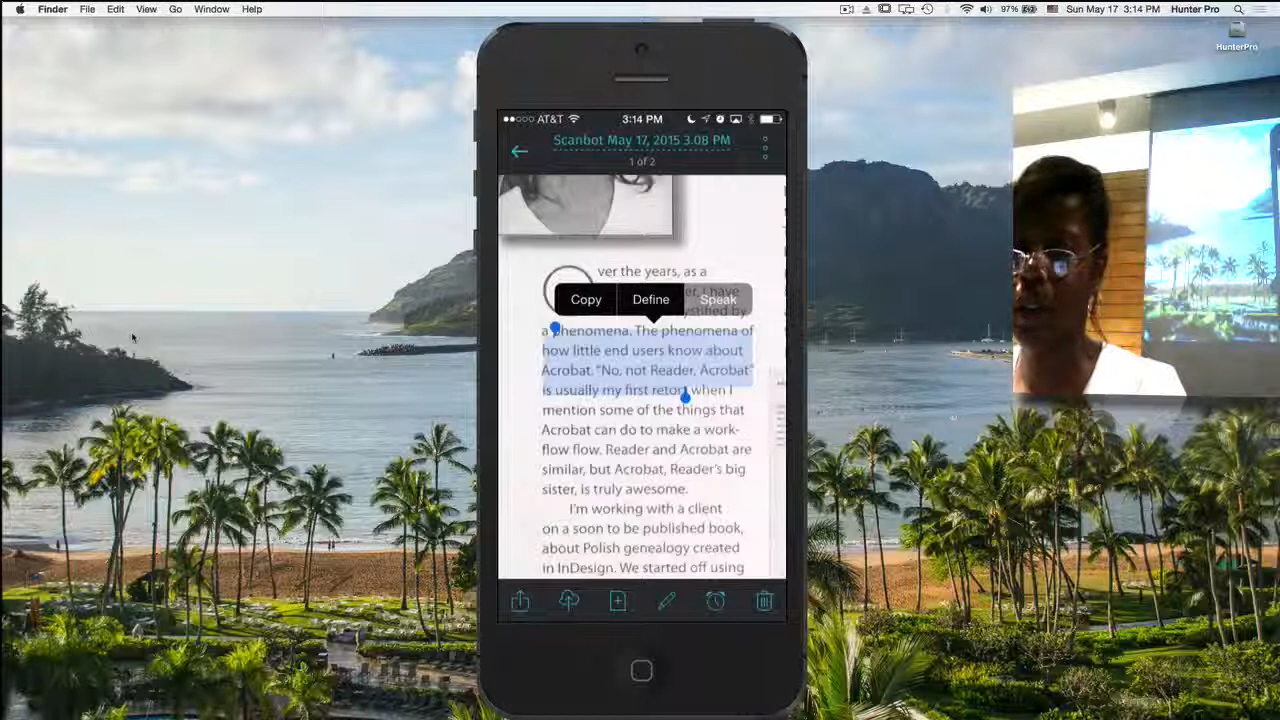 Finder File Edit View Go Window Help
97% Sun May 17 3:14 PM Hunter Pro
HunterPro
AT&T 3:14 PM
Scanbot May 17, 2015 3.08 PM
1 of 2
Over the years, as a
er, I have
Copy Define Speak
ystified by
a phenomena. The phenomena of
how little end users know about
Acrobat. “No, not Reader, Acrobat”
is usually my first retort when I
mention some of the things that
Acrobat can do to make a work-
flow flow. Reader and Acrobat are
similar, but Acrobat, Reader's big
sister, is truly awesome.
I'm working with a client
on a soon to be published book,
about Polish genealogy created
in InDesign. We started off using